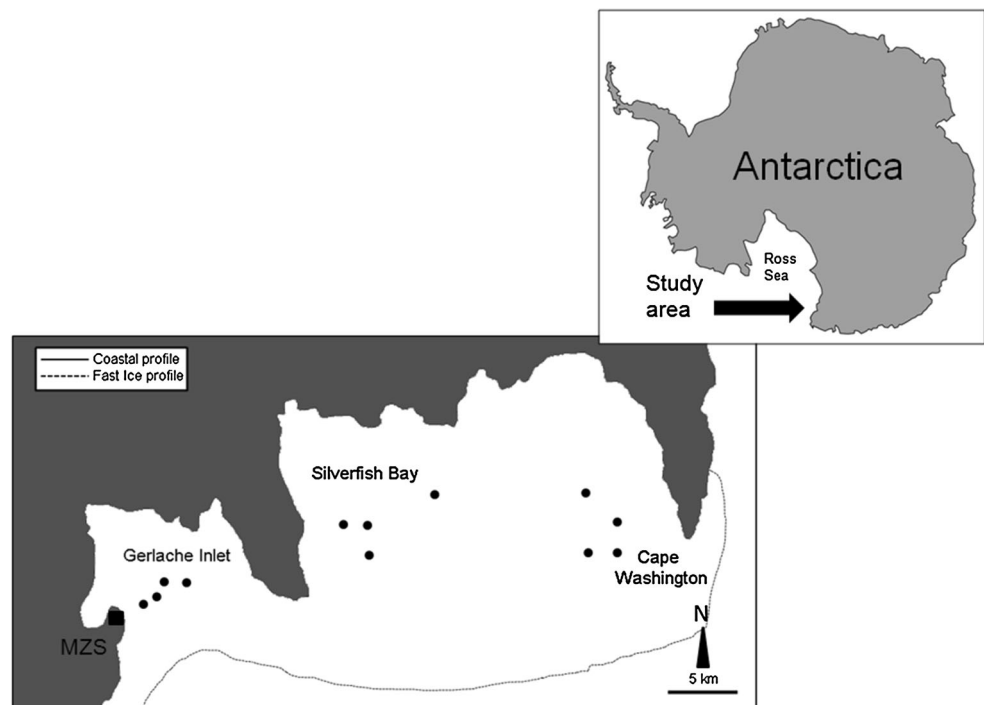 Antarctica
Ross
Sea
Study
area
Coastal profile
Fast Ice profile
Silverfish Bay
Gerlache Inlet
Cape
Washington
MZS
N
5 km